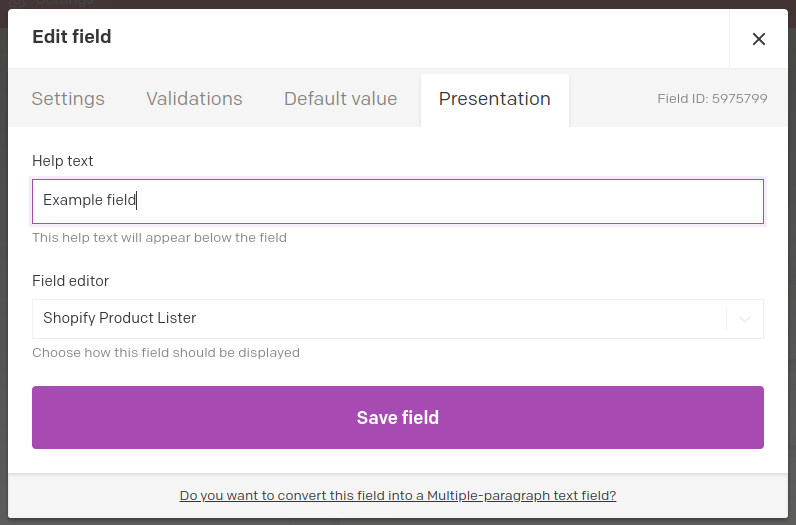 Edit field
Settings Validations Default value Presentation Field ID: 5975799
Help text
Example field
This help text will appear below the field
Field editor
Shopify Product Lister
Choose how this field should be displayed
Save field
Do you want to convert this field into a Multiple-paragraph text field?